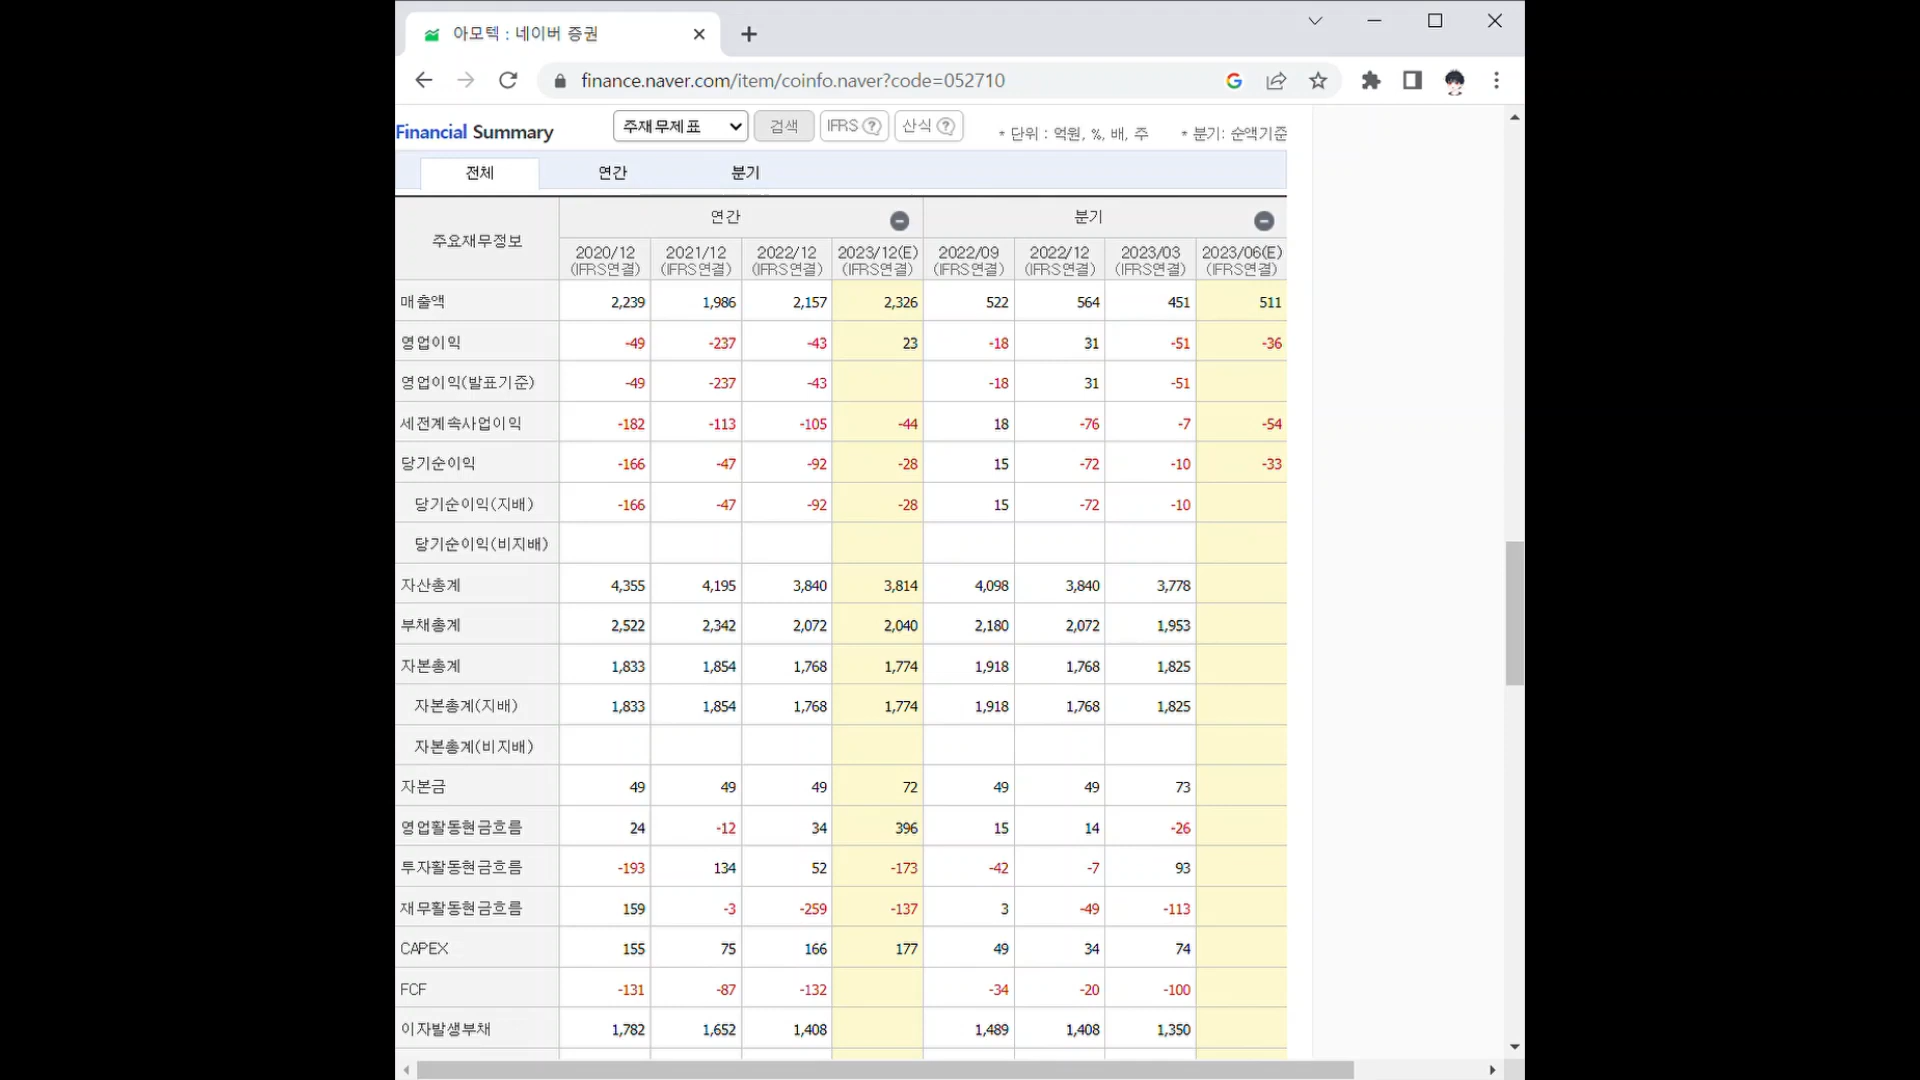 아모텍 : 네이버 증권
finance.naver.com/item/coinfo.naver?code=052710
Financial Summary 주재무제표 검색 IFRS ? 산식 ? * 단위 : 억원, %, 배, 주 * 분기: 순액기준
전체 연간 분기
주요재무정보 연간 분기
2020/12 2021/12 2022/12 2023/12(E) 2022/09 2022/12 2023/03 2023/06(E)
(IFRS연결) (IFRS연결) (IFRS연결) (IFRS연결) (IFRS연결) (IFRS연결) (IFRS연결) (IFRS연결)
매출액 2,239 1,986 2,157 2,326 522 564 451 511
영업이익 -49 -237 -43 23 -18 31 -51 -36
영업이익(발표기준) -49 -237 -43 -18 31 -51
세전계속사업이익 -182 -113 -105 -44 18 -76 -7 -54
당기순이익 -166 -47 -92 -28 15 -72 -10 -33
당기순이익(지배) -166 -47 -92 -28 15 -72 -10
당기순이익(비지배)
자산총계 4,355 4,195 3,840 3,814 4,098 3,840 3,778
부채총계 2,522 2,342 2,072 2,040 2,180 2,072 1,953
자본총계 1,833 1,854 1,768 1,774 1,918 1,768 1,825
자본총계(지배) 1,833 1,854 1,768 1,774 1,918 1,768 1,825
자본총계(비지배)
자본금 49 49 49 72 49 49 73
영업활동현금흐름 24 -12 34 396 15 14 -26
투자활동현금흐름 -193 134 52 -173 -42 -7 93
재무활동현금흐름 159 -3 -259 -137 3 -49 -113
CAPEX 155 75 166 177 49 34 74
FCF -131 -87 -132 -34 -20 -100
이자발생부채 1,782 1,652 1,408 1,489 1,408 1,350